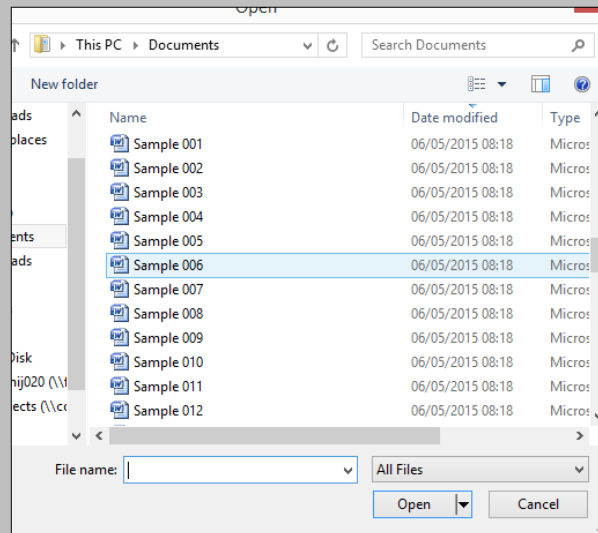 Open
This PC Documents Search Documents
New folder
Name Date modified Type
ads
places
Sample 001 06/05/2015 08:18 Micros
Sample 002 06/05/2015 08:18 Micros
Sample 003 06/05/2015 08:18 Micros
Sample 004 06/05/2015 08:18 Micros
ents Sample 005 06/05/2015 08:18 Micros
ads Sample 006 06/05/2015 08:18 Micros
Sample 007 06/05/2015 08:18 Micros
Sample 008 06/05/2015 08:18 Micros
Sample 009 06/05/2015 08:18 Micros
Disk Sample 010 06/05/2015 08:18 Micros
Sample 011 06/05/2015 08:18 Micros
Sample 012 06/05/2015 08:18 Micros
File name: All Files
Open Cancel